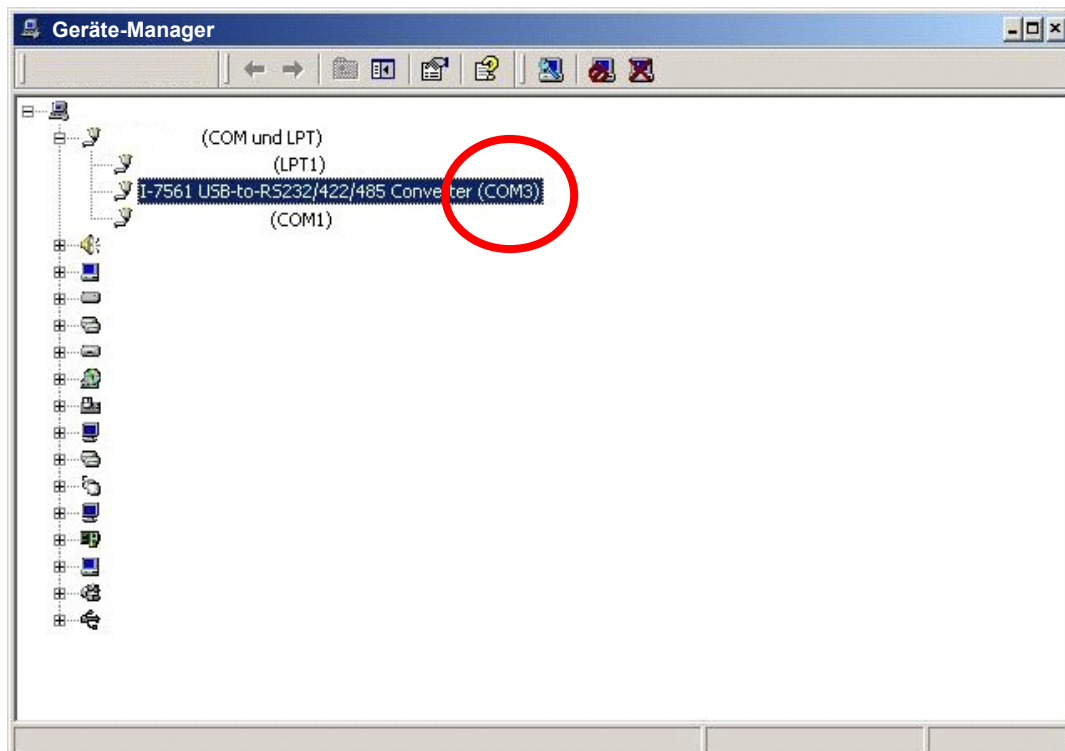 Geräte-Manager
(COM und LPT)
(LPT1)
I-7561 USB-to-RS232/422/485 Converter (COM3)
(COM1)